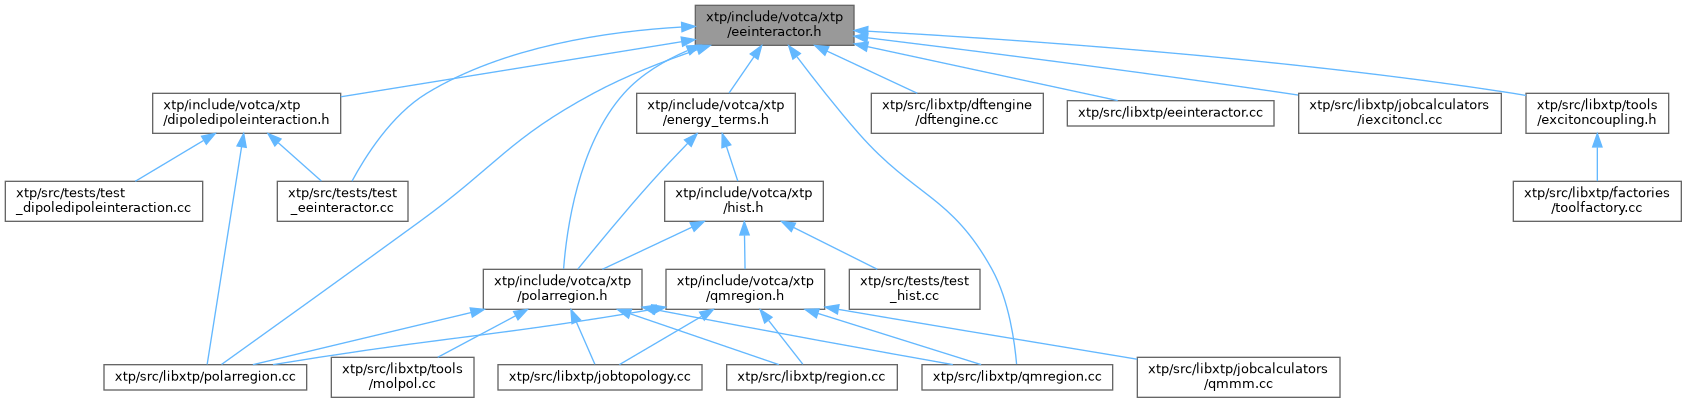 xtp/include/votca/xtp
/eeinteractor.h
xtp/include/votca/xtp
/dipoledipoleinteraction.h
xtp/include/votca/xtp
/energy_terms.h
xtp/src/libxtp/dftengine
/dftengine.cc
xtp/src/libxtp/eeinteractor.cc
xtp/src/libxtp/jobcalculators
/iexcitoncl.cc
xtp/src/libxtp/tools
/excitoncoupling.h
xtp/src/tests/test
_dipoledipoleinteraction.cc
xtp/src/tests/test
_eeinteractor.cc
xtp/include/votca/xtp
/hist.h
xtp/src/libxtp/factories
/toolfactory.cc
xtp/include/votca/xtp
/polarregion.h
xtp/include/votca/xtp
/qmregion.h
xtp/src/tests/test
_hist.cc
xtp/src/libxtp/polarregion.cc
xtp/src/libxtp/tools
/molpol.cc
xtp/src/libxtp/jobtopology.cc
xtp/src/libxtp/region.cc
xtp/src/libxtp/qmregion.cc
xtp/src/libxtp/jobcalculators
/qmmm.cc